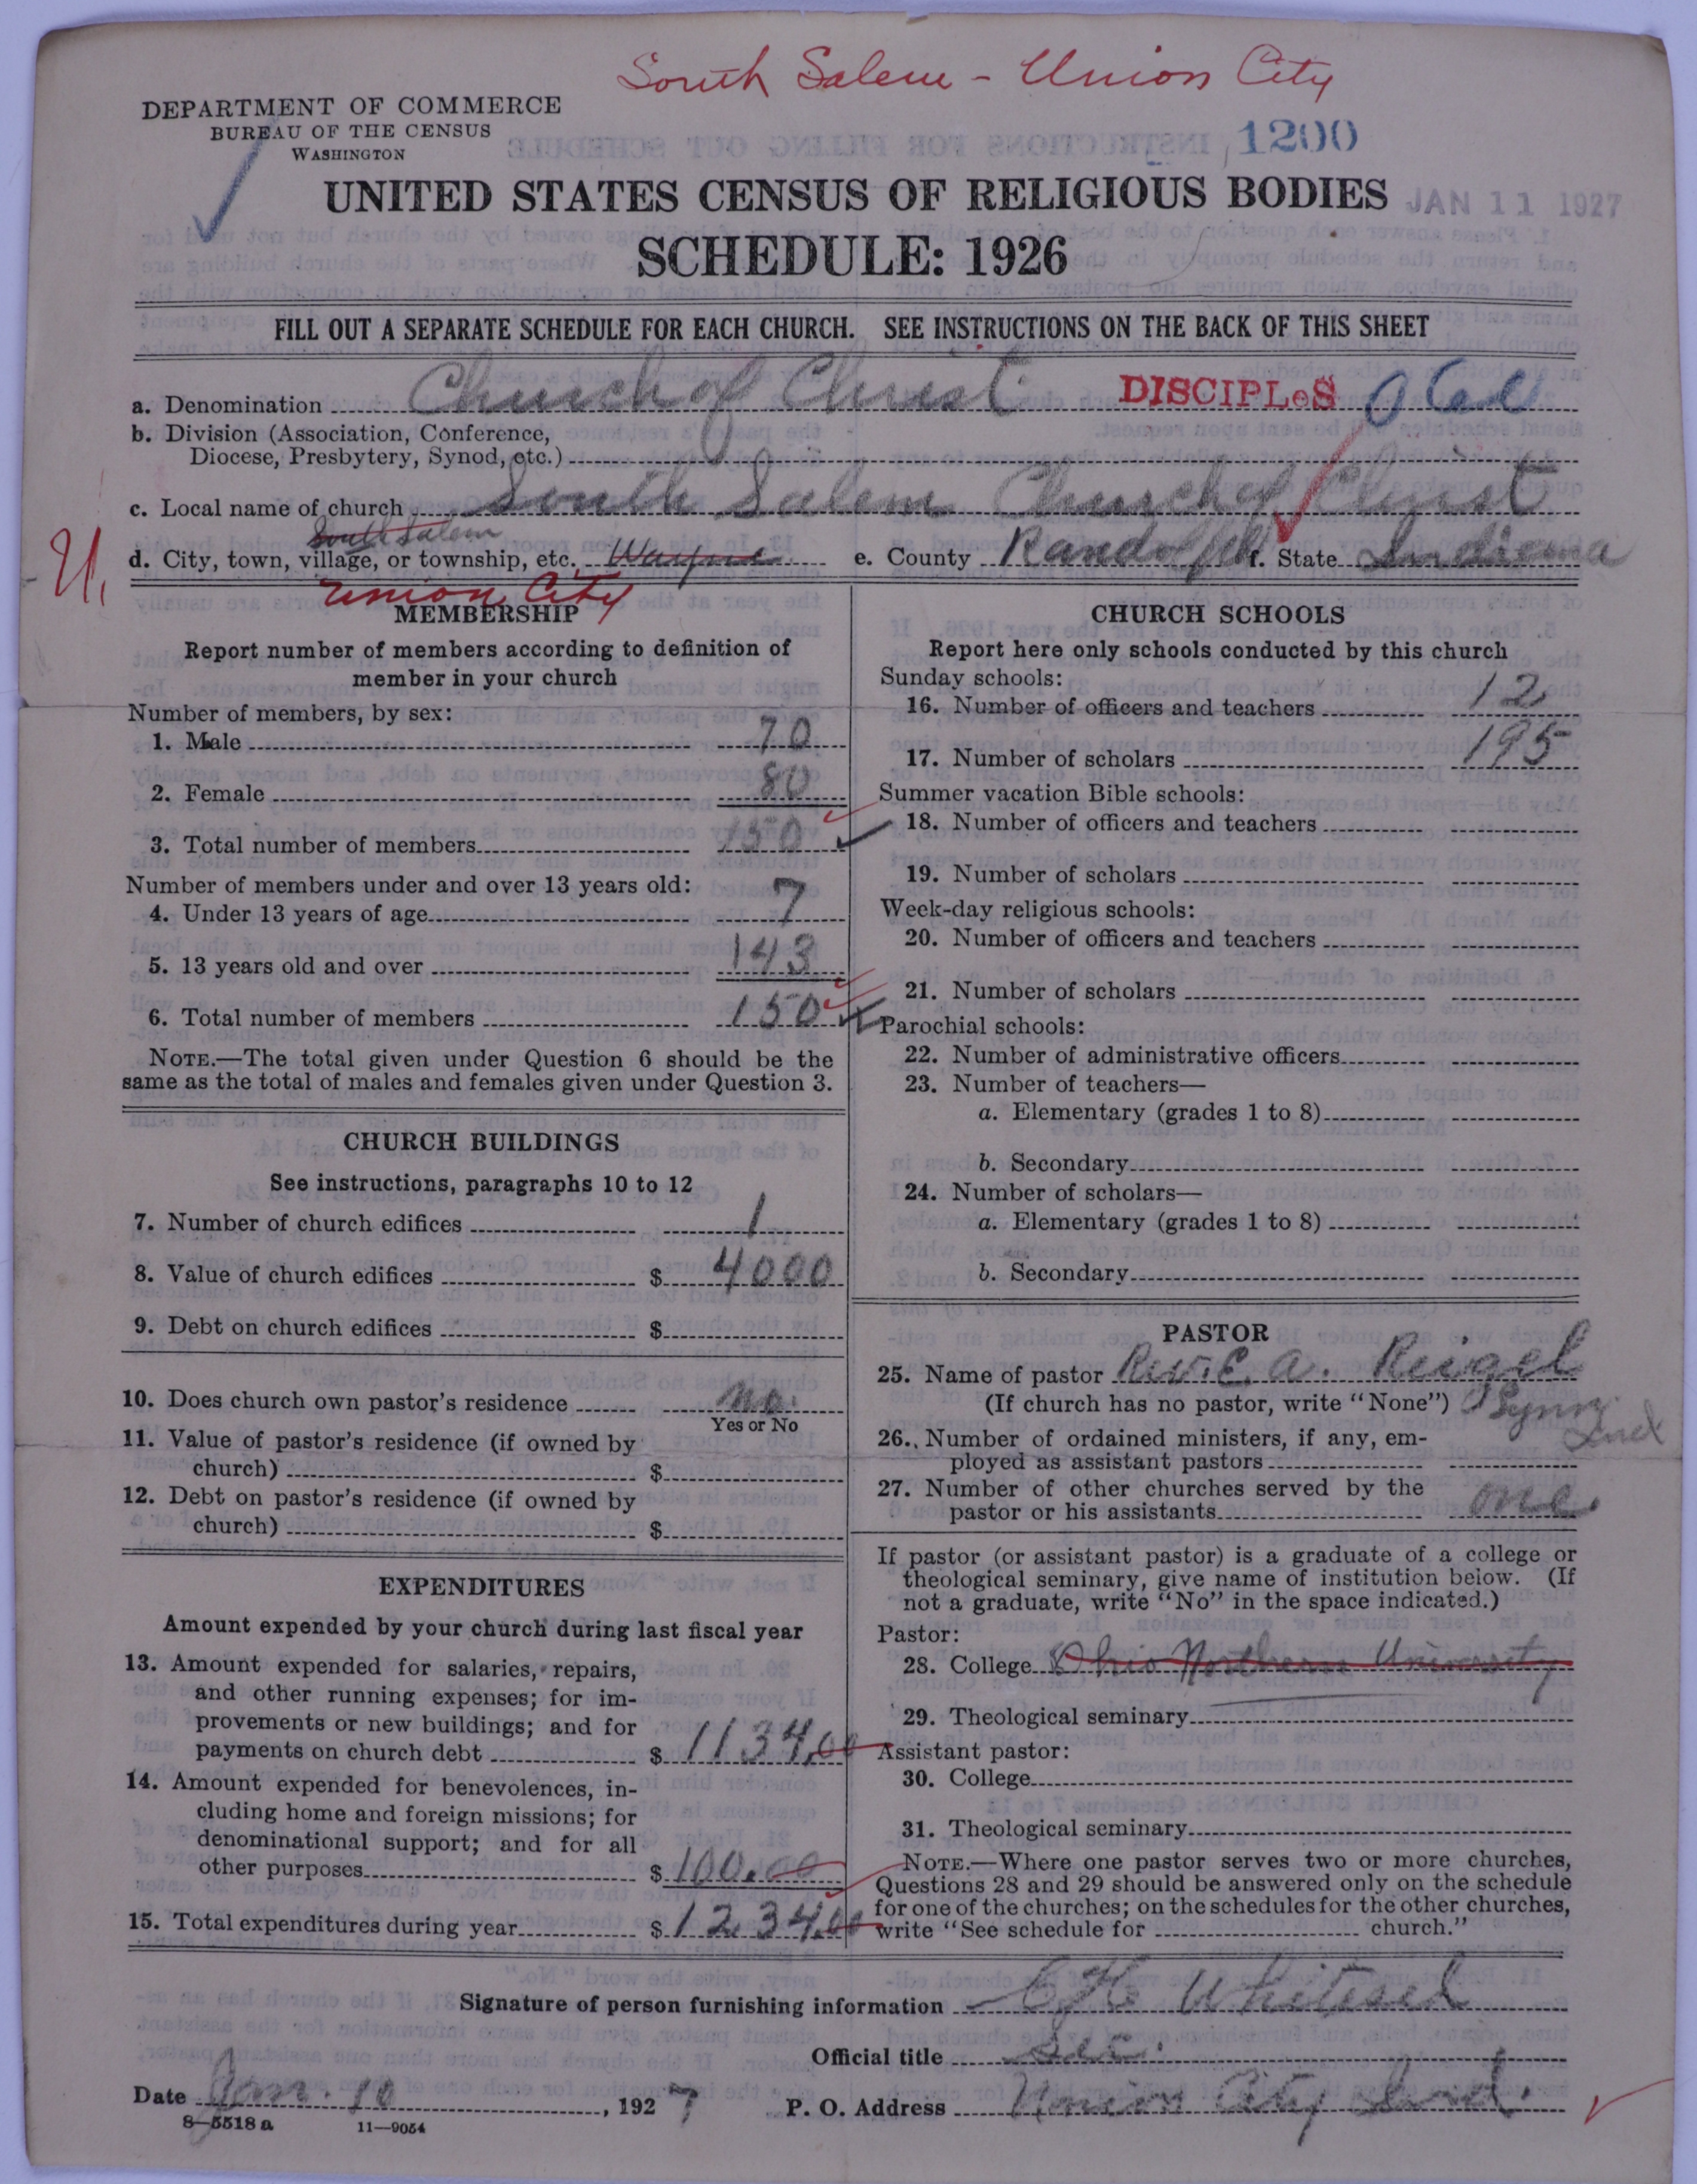 South Salem - Union City
DEPARTMENT OF COMMERCE
BUREAU OF THE CENSUS
WASHINGTON
1200
UNITED STATES CENSUS OF RELIGIOUS BODIES
JAN 11 1927
SCHEDULE: 1926
FILL OUT A SEPARATE SCHEDULE FOR EACH CHURCH. SEE INSTRUCTIONS ON THE BACK OF THIS SHEET
a. Denomination Church of Christ DISCIPLeS
b. Division (Association, Conference,
Diocese, Presbytery, Synod, etc.)
c. Local name of church South Salem Church of Christ
South Salem
d. City, town, village, or township, etc. Wayne e. County Randolph f. State Indiana
U.
Union City
MEMBERSHIP
Report number of members according to definition of
member in your church
Number of members, by sex:
1. Male 70
2. Female 80
3. Total number of members 150
Number of members under and over 13 years old:
4. Under 13 years of age 7
5. 13 years old and over 143
6. Total number of members 150
NOTE.—The total given under Question 6 should be the
same as the total of males and females given under Question 3.
CHURCH BUILDINGS
See instructions, paragraphs 10 to 12
7. Number of church edifices 1
8. Value of church edifices $ 4000
9. Debt on church edifices $
10. Does church own pastor's residence no.
Yes or No
11. Value of pastor's residence (if owned by
church) $
12. Debt on pastor's residence (if owned by
church) $
EXPENDITURES
Amount expended by your church during last fiscal year
13. Amount expended for salaries, repairs,
and other running expenses; for im-
provements or new buildings; and for
payments on church debt $ 1134.00
14. Amount expended for benevolences, in-
cluding home and foreign missions; for
denominational support; and for all
other purposes $ 100.00
15. Total expenditures during year $ 1234.00
CHURCH SCHOOLS
Report here only schools conducted by this church
Sunday schools:
16. Number of officers and teachers 12
17. Number of scholars 195
Summer vacation Bible schools:
18. Number of officers and teachers
19. Number of scholars
Week-day religious schools:
20. Number of officers and teachers
21. Number of scholars
Parochial schools:
22. Number of administrative officers
23. Number of teachers—
a. Elementary (grades 1 to 8)
b. Secondary
24. Number of scholars—
a. Elementary (grades 1 to 8)
b. Secondary
PASTOR
25. Name of pastor Rev. E. A. Reigel
(If church has no pastor, write "None") Lynn
Ind
26. Number of ordained ministers, if any, em-
ployed as assistant pastors
27. Number of other churches served by the
pastor or his assistants one.
If pastor (or assistant pastor) is a graduate of a college or
theological seminary, give name of institution below. (If
not a graduate, write "No" in the space indicated.)
Pastor:
28. College Ohio Northern University
29. Theological seminary
Assistant pastor:
30. College
31. Theological seminary
NOTE.—Where one pastor serves two or more churches,
Questions 28 and 29 should be answered only on the schedule
for one of the churches; on the schedules for the other churches,
write "See schedule for church."
Signature of person furnishing information Whitesel
Official title Sec.
Date Jan. 10, 1927 P. O. Address Union City Ind.
8—5518 a 11—9054